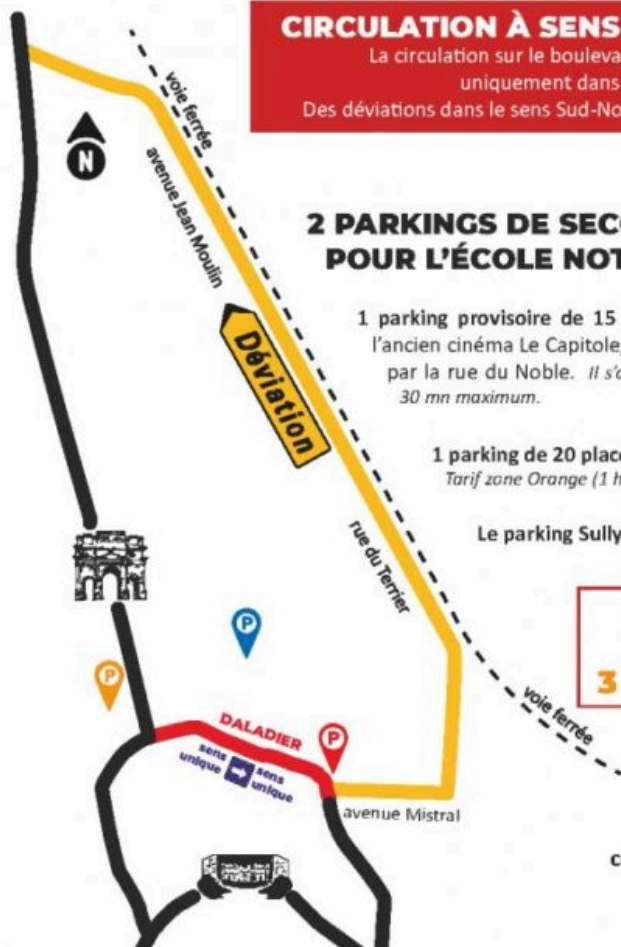 CIRCULATION À SENS
La circulation sur le bouleva
uniquement dans
Des déviations dans le sens Sud-No
voie ferrée
N
avenue Jean Moulin
2 PARKINGS DE SECO
POUR L'ÉCOLE NOT
1 parking provisoire de 15
l'ancien cinéma Le Capitole,
par la rue du Noble. Il s'a
30 mn maximum.
Déviation
1 parking de 20 place
Tarif zone Orange (1 h
rue du Terrier
Le parking Sully
P
3
P
voie ferrée
DALADIER
P
sens
unique
sens
unique
avenue Mistral
c